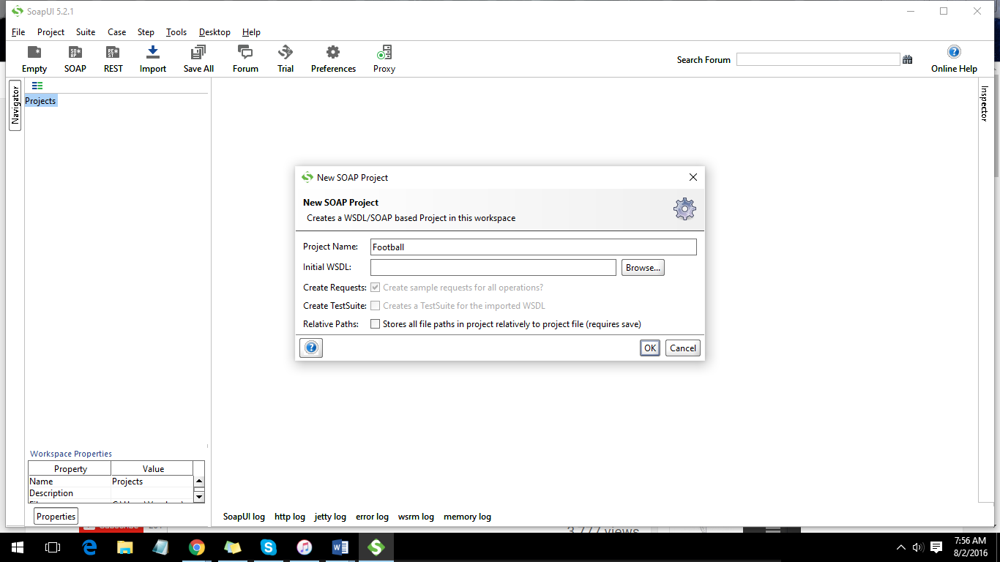 SoapUI 5.2.1
File Project Suite Case Step Tools Desktop Help
Empty SOAP REST Import Save All Forum Trial Preferences Proxy Search Forum Online Help
Navigator
Projects
Inspector
New SOAP Project
New SOAP Project
Creates a WSDL/SOAP based Project in this workspace
Project Name: Football
Initial WSDL: Browse...
Create Requests: Create sample requests for all operations?
Create TestSuite: Creates a TestSuite for the imported WSDL
Relative Paths: Stores all file paths in project relatively to project file (requires save)
OK Cancel
Workspace Properties
Property Value
Name Projects
Description
Properties
SoapUI log http log jetty log error log wsrm log memory log
3,777 views
7:56 AM
8/2/2016